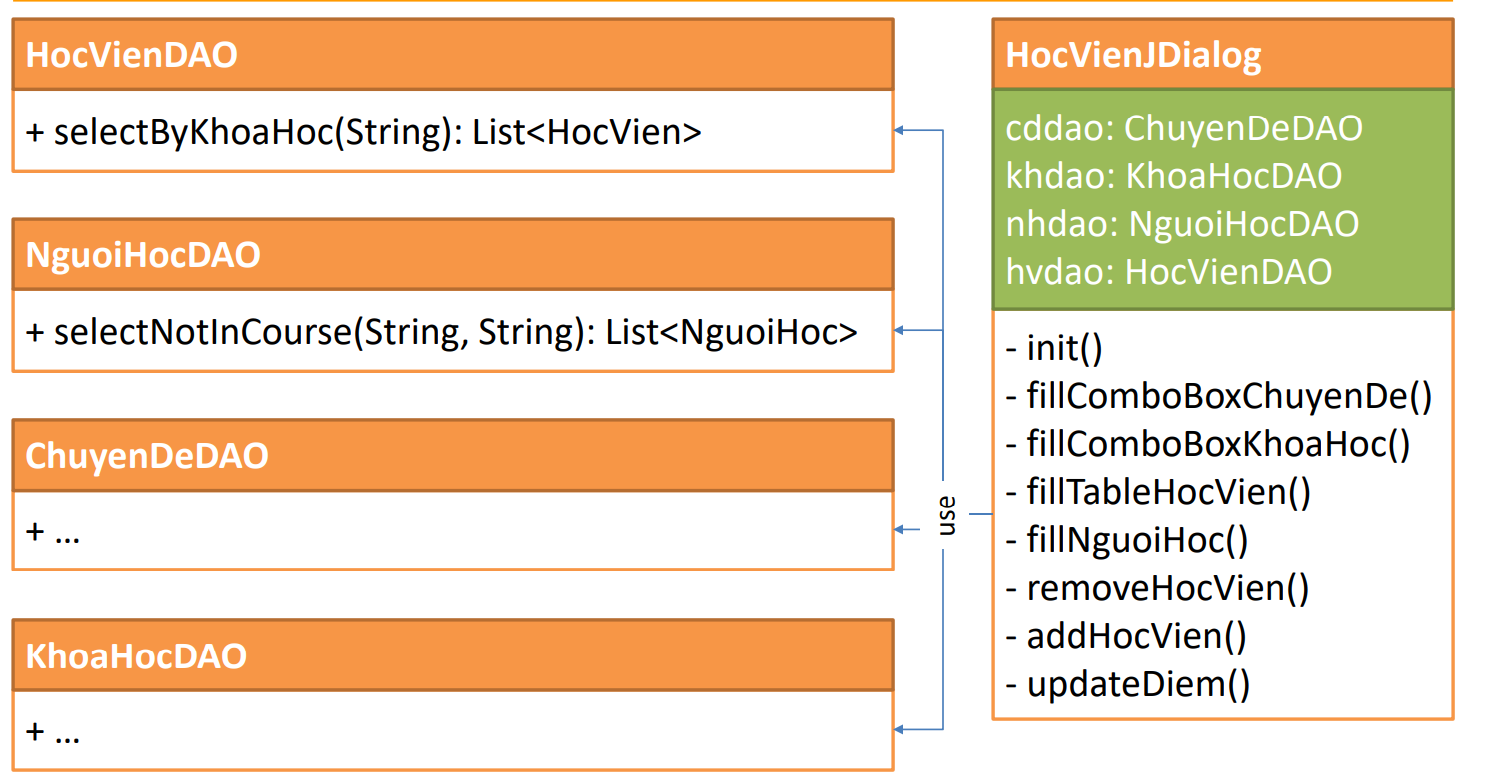 HocVienDAO
+ selectByKhoaHoc(String): List<HocVien>
NguoiHocDAO
+ selectNotInCourse(String, String): List<NguoiHoc>
ChuyenDeDAO
+ ...
KhoaHocDAO
+ ...
use
HocVienJDialog
cddao: ChuyenDeDAO
khdao: KhoaHocDAO
nhdao: NguoiHocDAO
hvdao: HocVienDAO
- init()
- fillComboBoxChuyenDe()
- fillComboBoxKhoaHoc()
- fillTableHocVien()
- fillNguoiHoc()
- removeHocVien()
- addHocVien()
- updateDiem()